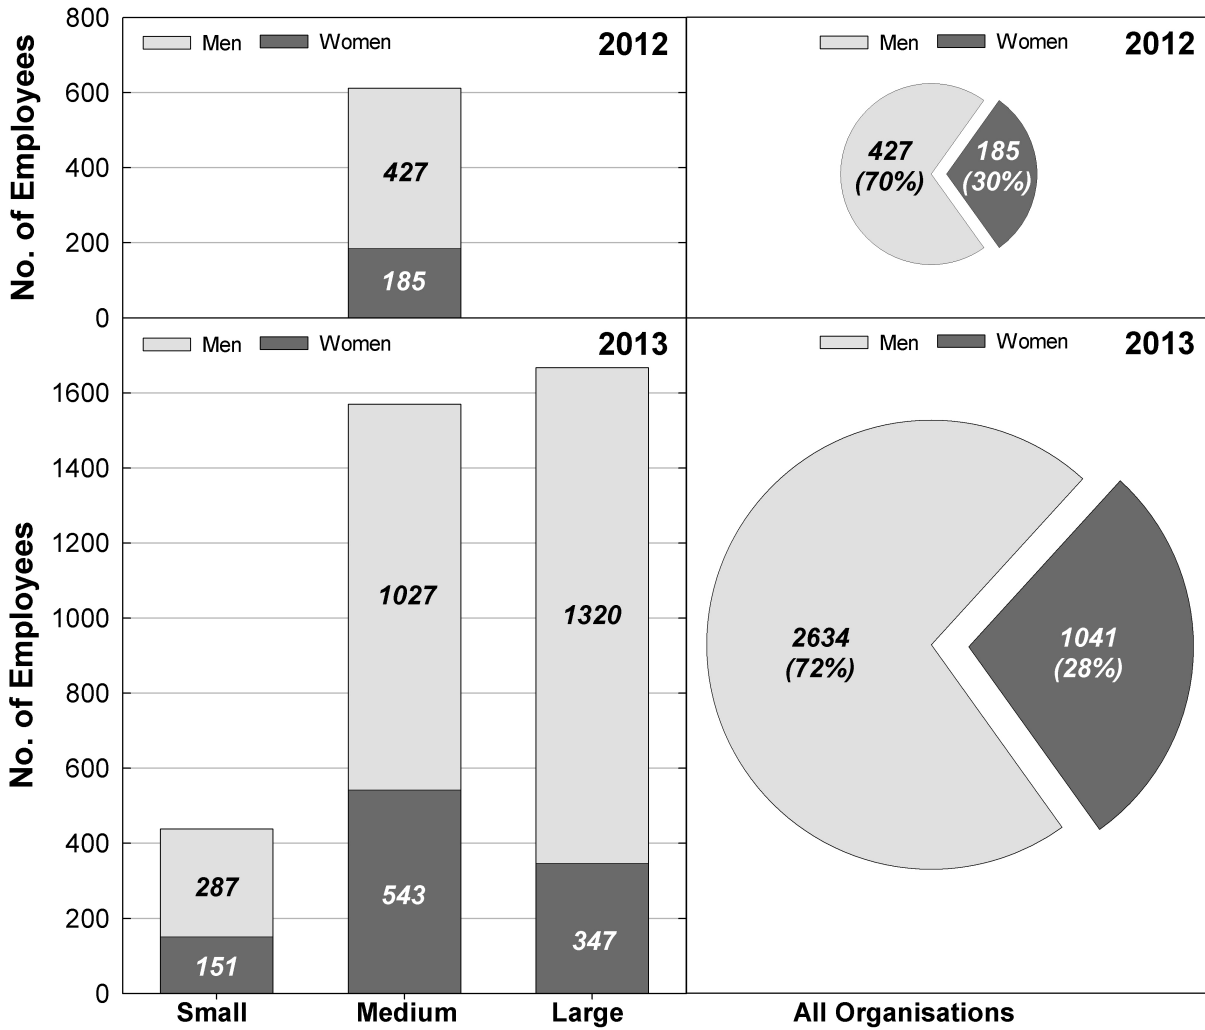 800
600
400
200
0
No. of Employees
Men
Women
2012
427
185
Men
Women
2012
427
(70%)
185
(30%)
1600
1400
1200
1000
800
600
400
200
0
No. of Employees
Men
Women
2013
287
151
1027
543
1320
347
Small
Medium
Large
Men
Women
2013
2634
(72%)
1041
(28%)
All Organisations